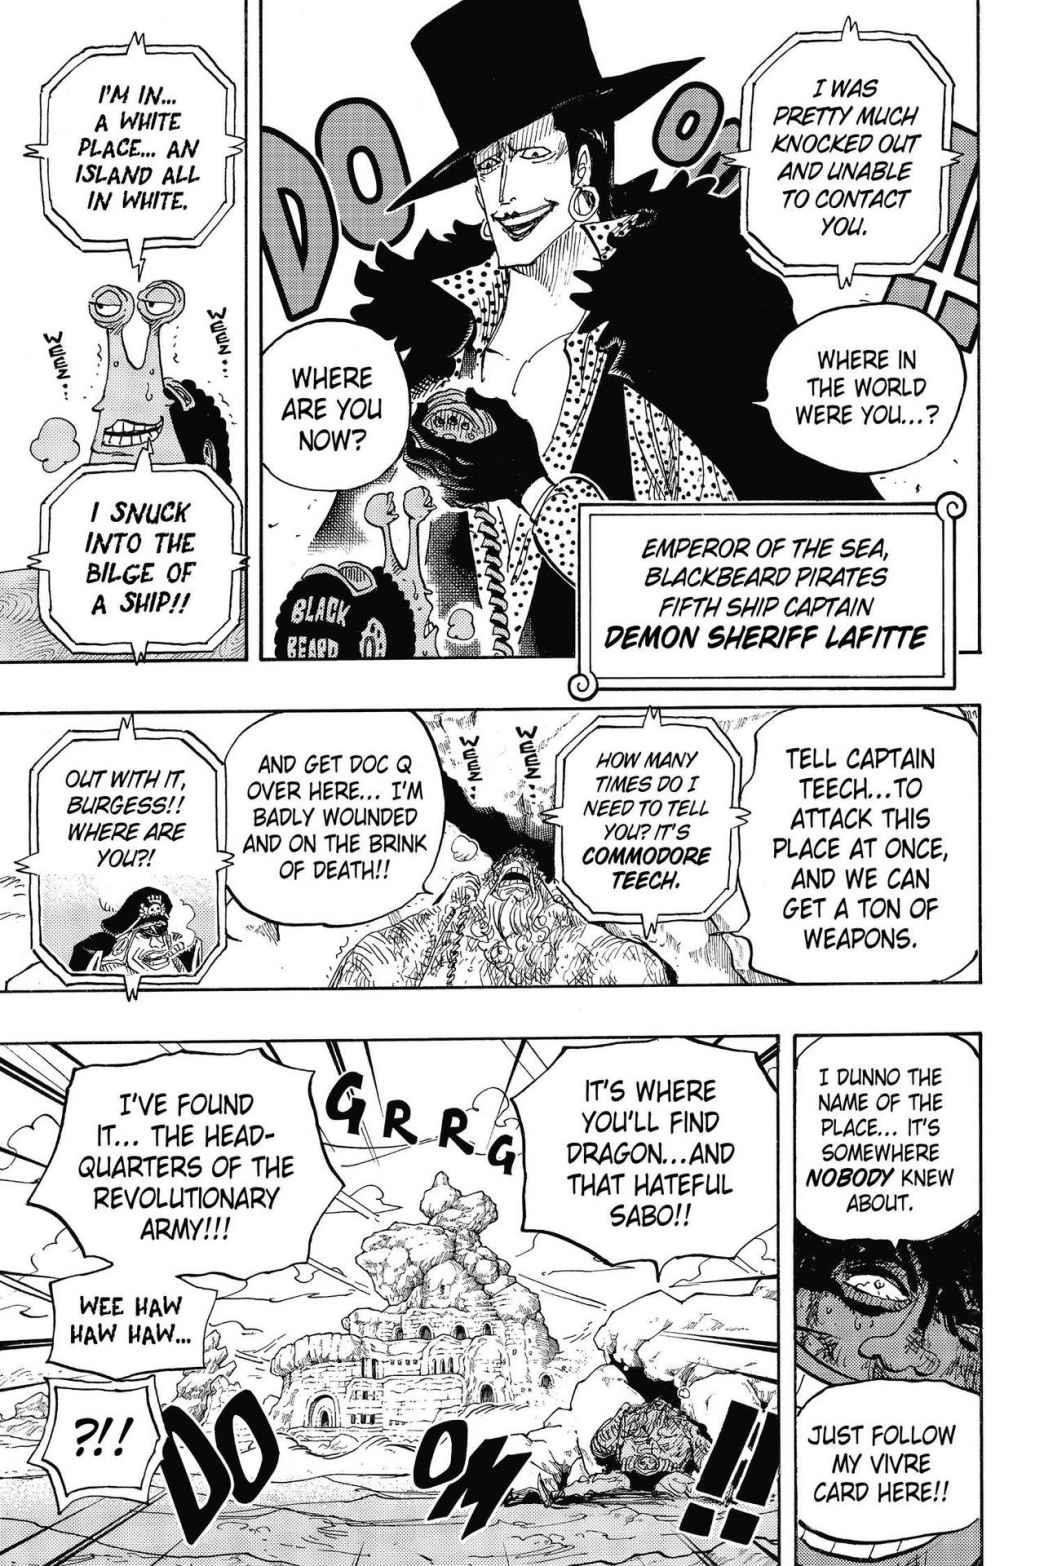 I WAS
PRETTY MUCH
KNOCKED OUT
AND UNABLE
TO CONTACT
YOU.
WHERE IN
THE WORLD
WERE YOU...?
DO
OM
WHERE
ARE YOU
NOW?
BLACK
BEARD
EMPEROR OF THE SEA,
BLACKBEARD PIRATES
FIFTH SHIP CAPTAIN
DEMON SHERIFF LAFITTE
I'M IN...
A WHITE
PLACE... AN
ISLAND ALL
IN WHITE.
WEEZ...
WEEZ...
I SNUCK
INTO THE
BILGE OF
A SHIP!!
TELL CAPTAIN
TEECH...TO
ATTACK THIS
PLACE AT ONCE,
AND WE CAN
GET A TON OF
WEAPONS.
HOW MANY
TIMES DO I
NEED TO TELL
YOU? IT'S
COMMODORE
TEECH.
WEEZ...
WEEZ...
AND GET DOC Q
OVER HERE... I'M
BADLY WOUNDED
AND ON THE BRINK
OF DEATH!!
OUT WITH IT,
BURGESS!!
WHERE ARE
YOU?!
I DUNNO THE
NAME OF THE
PLACE... IT'S
SOMEWHERE
NOBODY KNEW
ABOUT.
JUST FOLLOW
MY VIVRE
CARD HERE!!
IT'S WHERE
YOU'LL FIND
DRAGON...AND
THAT HATEFUL
SABO!!
GRRG
I'VE FOUND
IT... THE HEAD-
QUARTERS OF THE
REVOLUTIONARY
ARMY!!!
WEE HAW
HAW HAW...
?!!
DO
OM
!!